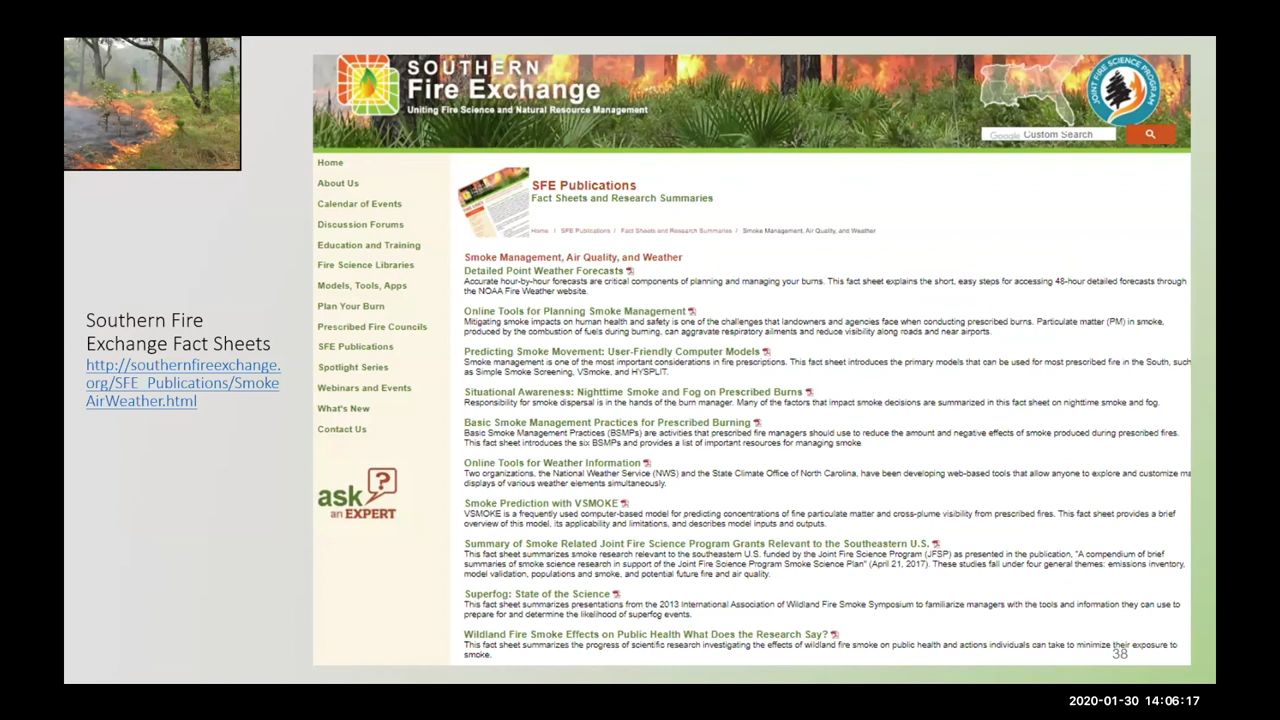 SOUTHERN
Fire Exchange
Uniting Fire Science and Natural Resource Management
JOINT FIRE SCIENCE PROGRAM
Google Custom Search
Home
About Us
Calendar of Events
Discussion Forums
Education and Training
Fire Science Libraries
Models, Tools, Apps
Plan Your Burn
Prescribed Fire Councils
SFE Publications
Spotlight Series
Webinars and Events
What's New
Contact Us
ask ?
an EXPERT
Southern Fire
Exchange Fact Sheets
http://southernfireexchange.
org/SFE_Publications/Smoke
AirWeather.html
SFE Publications
Fact Sheets and Research Summaries
Home / SFE Publications / Fact Sheets and Research Summaries / Smoke Management, Air Quality, and Weather
Smoke Management, Air Quality, and Weather
Detailed Point Weather Forecasts
Accurate hour-by-hour forecasts are critical components of planning and managing your burns. This fact sheet explains the short, easy steps for accessing 48-hour detailed forecasts through
the NOAA Fire Weather website.
Online Tools for Planning Smoke Management
Mitigating smoke impacts on human health and safety is one of the challenges that landowners and agencies face when conducting prescribed burns. Particulate matter (PM) in smoke,
produced by the combustion of fuels during burning, can aggravate respiratory ailments and reduce visibility along roads and near airports.
Predicting Smoke Movement: User-Friendly Computer Models
Smoke management is one of the most important considerations in fire prescriptions. This fact sheet introduces the primary models that can be used for most prescribed fire in the South, such
as Simple Smoke Screening, VSmoke, and HYSPLIT.
Situational Awareness: Nighttime Smoke and Fog on Prescribed Burns
Responsibility for smoke dispersal is in the hands of the burn manager. Many of the factors that impact smoke decisions are summarized in this fact sheet on nighttime smoke and fog.
Basic Smoke Management Practices for Prescribed Burning
Basic Smoke Management Practices (BSMPs) are activities that prescribed fire managers should use to reduce the amount and negative effects of smoke produced during prescribed fires.
This fact sheet introduces the six BSMPs and provides a list of important resources for managing smoke
Online Tools for Weather Information
Two organizations, the National Weather Service (NWS) and the State Climate Office of North Carolina, have been developing web-based tools that allow anyone to explore and customize ma
displays of various weather elements simultaneously.
Smoke Prediction with VSMOKE
VSMOKE is a frequently used computer-based model for predicting concentrations of fine particulate matter and cross-plume visibility from prescribed fires. This fact sheet provides a brief
overview of this model, its applicability and limitations, and describes model inputs and outputs.
Summary of Smoke Related Joint Fire Science Program Grants Relevant to the Southeastern U.S.
This fact sheet summarizes smoke research relevant to the southeastern U.S. funded by the Joint Fire Science Program (JFSP) as presented in the publication, "A compendium of brief
summaries of smoke science research in support of the Joint Fire Science Program Smoke Science Plan" (April 21, 2017). These studies fall under four general themes: emissions inventory,
model validation, populations and smoke, and potential future fire and air quality.
Superfog: State of the Science
This fact sheet summarizes presentations from the 2013 International Association of Wildland Fire Smoke Symposium to familiarize managers with the tools and information they can use to
prepare for and determine the likelihood of superfog events.
Wildland Fire Smoke Effects on Public Health What Does the Research Say?
This fact sheet summarizes the progress of scientific research investigating the effects of wildland fire smoke on public health and actions individuals can take to minimize their exposure to
smoke.
38
2020-01-30 14:06:17